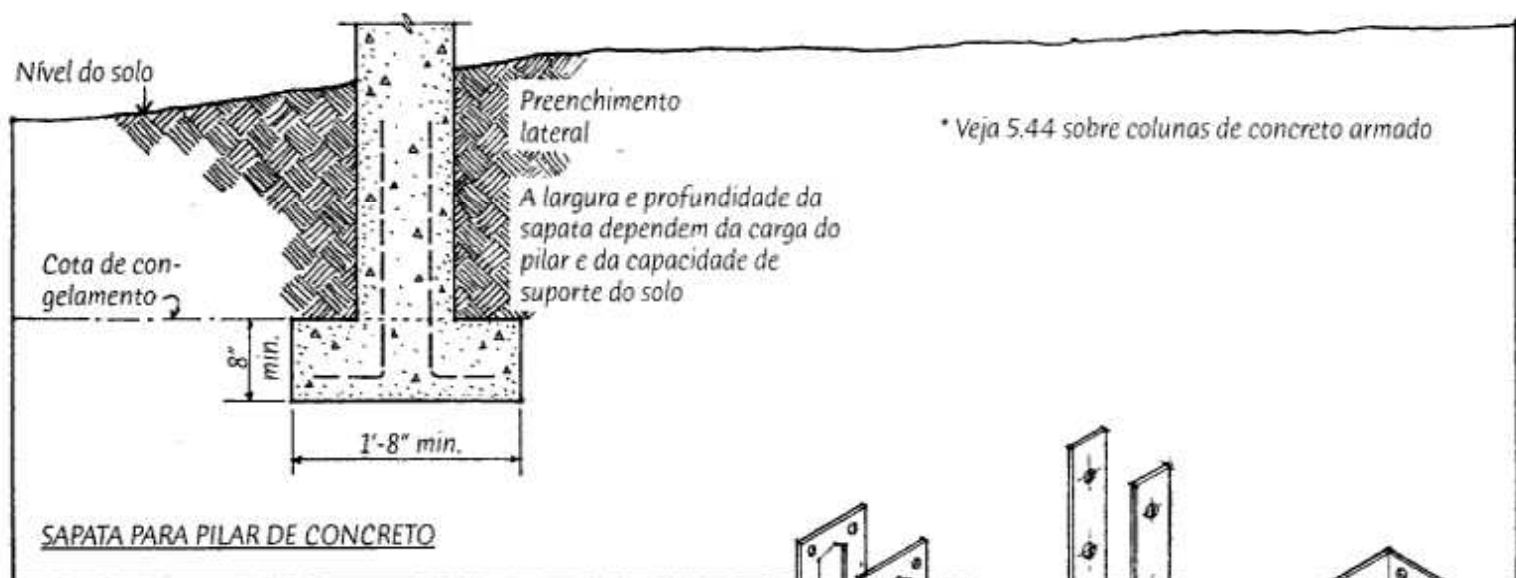 Nível do solo
Preenchimento
lateral
* Veja 5.44 sobre colunas de concreto armado
A largura e profundidade da
sapata dependem da carga do
pilar e da capacidade de
suporte do solo
Cota de con-
gelamento
8"
min.
1'-8" min.
SAPATA PARA PILAR DE CONCRETO